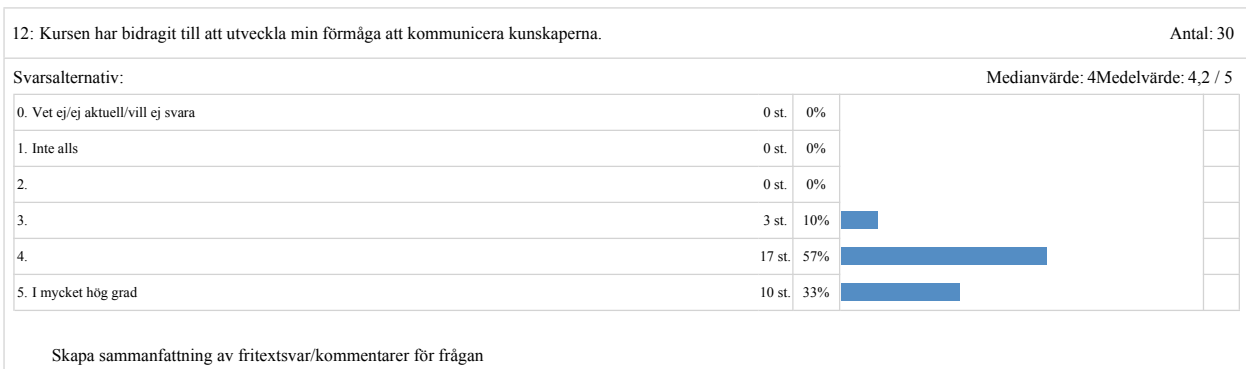 12: Kursen har bidragit till att utveckla min förmåga att kommunicera kunskaperna. Antal: 30
Svarsalternativ: Medianvärde: 4Medelvärde: 4,2 / 5
0. Vet ej/ej aktuell/vill ej svara 0 st. 0%
1. Inte alls 0 st. 0%
2. 0 st. 0%
3. 3 st. 10%
4. 17 st. 57%
5. I mycket hög grad 10 st. 33%
Skapa sammanfattning av fritextsvar/kommentarer för frågan